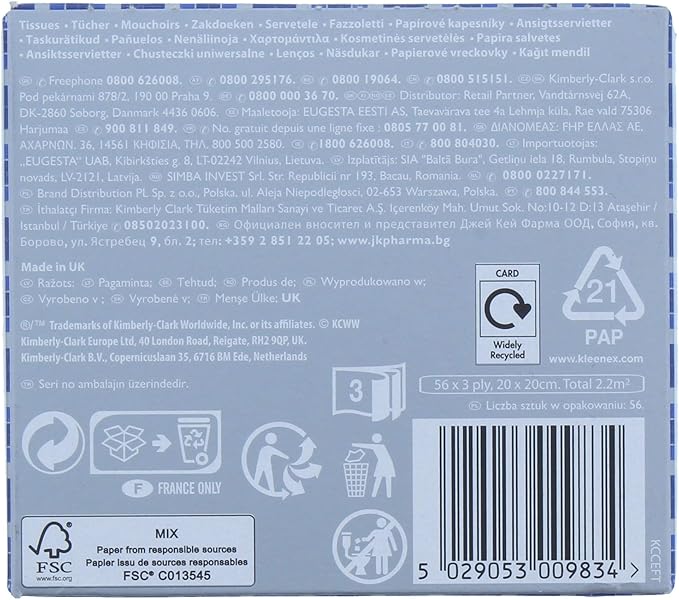 Tissues • Tücher • Mouchoirs • Zakdoeken • Servetele • Fazzoletti • Papírové kapesníky • Ansigtsservietter
• Taskurätikud • Pañuelos • Nenäliinoja • Χαρτομάντιλα • Kosmetinės servetėlės • Papīra salvetes
• Ansiktsservietter • Chusteczki uniwersalne • Lenços • Näsdukar • Papierové vreckovky • Kağıt mendil
Freephone 0800 626008. 0800 295176. 0800 19064. 0800 515151. Kimberly-Clark s.r.o.
Pod pekárnami 878/2, 190 00 Praha 9. 0800 000 36 70. Distributor: Retail Partner, Vandtårnsvej 62A,
DK-2860 Søborg, Danmark 4436 0606. Maaletooja: EUGESTA EESTI AS, Taevavärava tee 4a Lehmja küla, Rae vald 75306
Harjumaa 900 811 849. No. gratuit depuis une ligne fixe : 0805 77 00 81. ΔΙΑΝΟΜΕΑΣ: FHP ΕΛΛΑΣ ΑΕ,
ΑΧΑΡΝΩΝ 36, 14561 ΚΗΦΙΣΙΑ, ΤΗΛ. 800 500 2580. 1800 626008. 800 804030. Importuotojas:
„EUGESTA” UAB, Kibirkšties g. 8, LT-02242 Vilnius, Lietuva. Izplatītājs: SIA "Baltā Bura", Getliņu iela 18, Rumbula, Stopiņu
novads, LV-2121, Latvija. SIMBA INVEST Srl. Str. Republicii nr 193, Bacau, Romania. 0800 0227171.
Brand Distribution PL Sp. z o.o., Polska, ul. Aleja Niepodległosci, 02-653 Warszawa, Polska. 800 844 553.
İthalatçı Firma: Kimberly Clark Tüketim Malları Sanayi ve Ticaret A.Ş. İçerenköy Mah. Umut Sok. No:10-12 D:13 Ataşehir /
Istanbul / Türkiye 08502023100. Официален вносител и представител Джей Кей Фарма ООД, София, кв.
Борово, ул. Ястребец 9, бл. 2; тел: +359 2 851 22 05; www.jkpharma.bg
Made in UK
Ražots: Pagaminta; Tehtud; Produs de; Wyprodukowano w;
Vyrobeno v ; Vyrobené v; Menşe Ülke: UK
®/™ Trademarks of Kimberly-Clark Worldwide, Inc. or its affiliates. © KCWW
Kimberly-Clark Europe Ltd, 40 London Road, Reigate, RH2 9QP, UK.
Kimberly-Clark B.V., Copernicuslaan 35, 6716 BM Ede, Netherlands
Seri no ambalajın üzerindedir.
CARD
Widely
Recycled
21
PAP
www.kleenex.com
3
56 x 3 ply, 20 x 20cm. Total 2.2m²
PL Liczba sztuk w opakowaniu: 56.
F FRANCE ONLY
FSC
www.fsc.org
MIX
Paper from responsible sources
Papier issu de sources responsables
FSC® C013545
5 029053 009834 >
KCCEFT